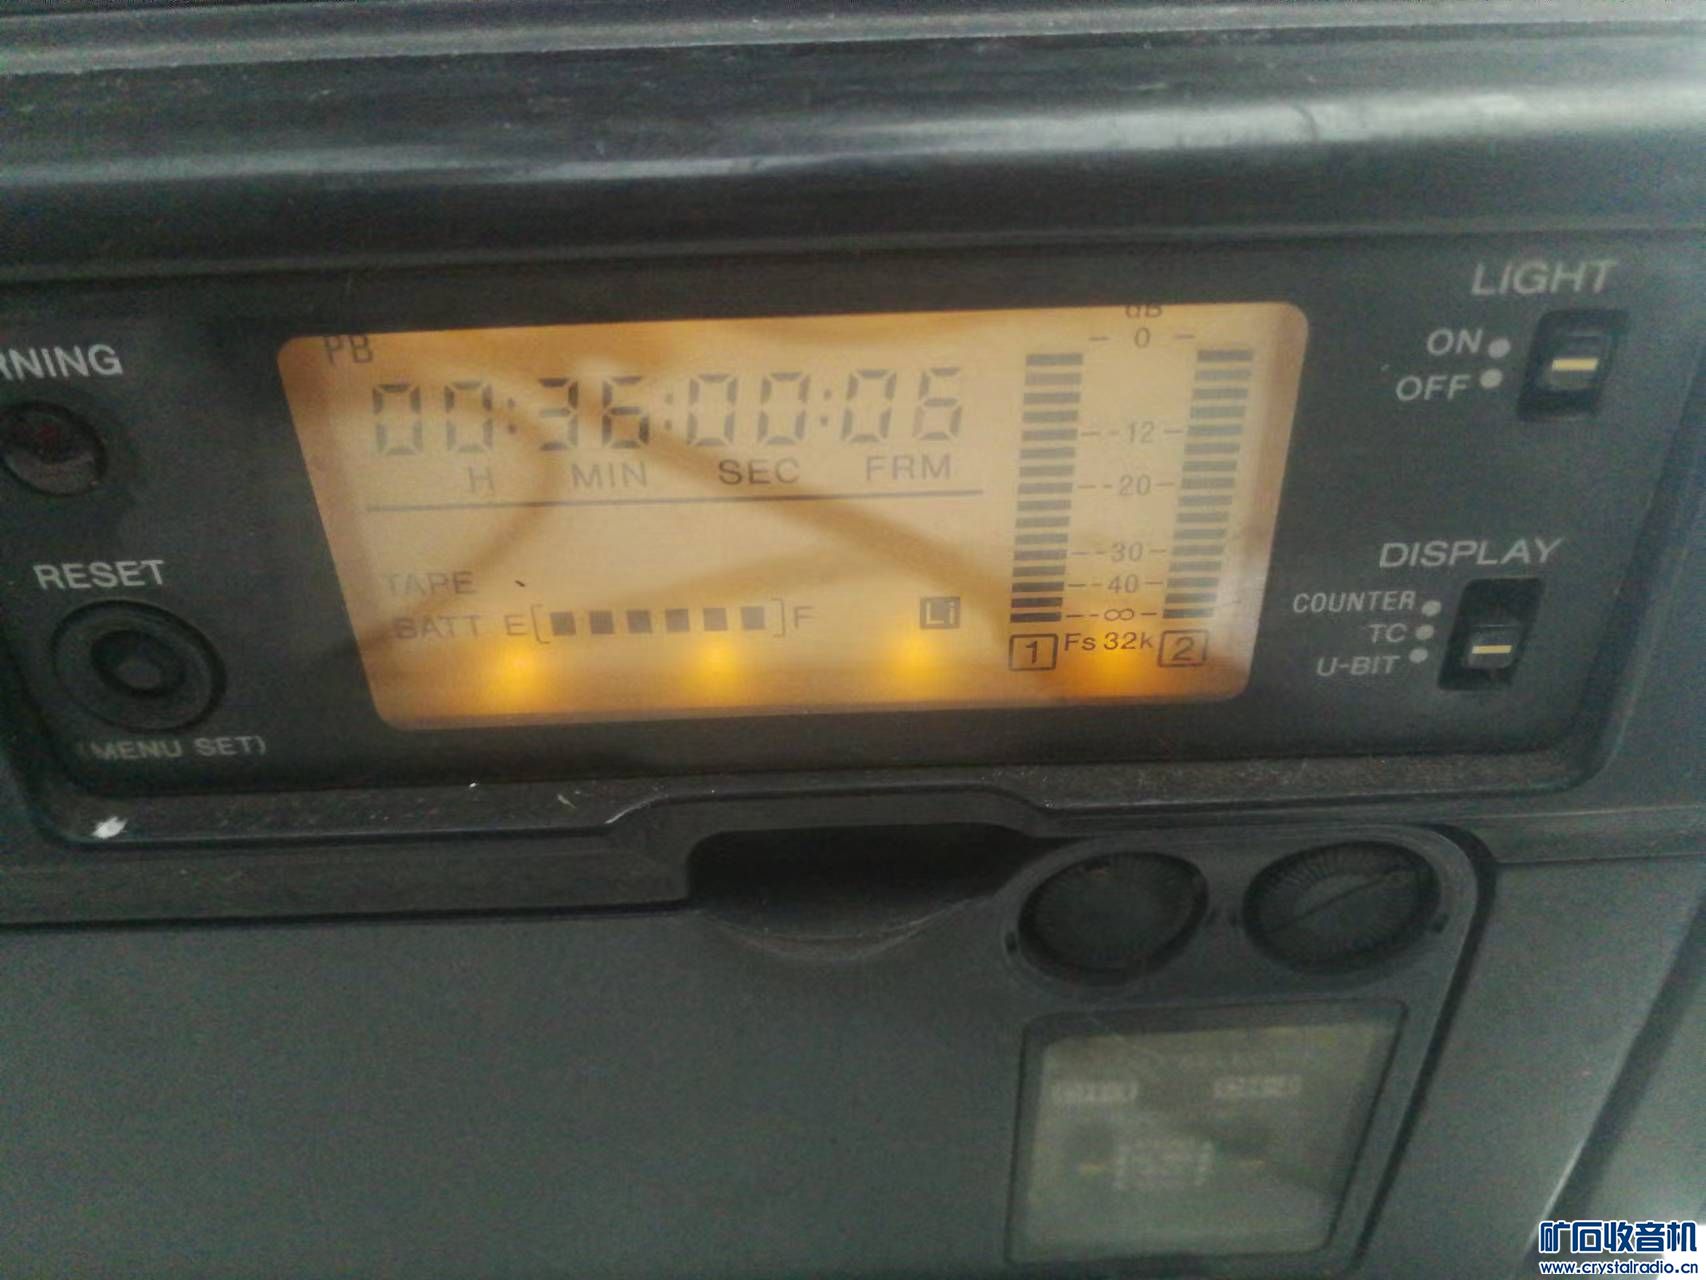 LIGHT
ON
OFF
RNING
PB
dB
0
00:36:00:06
H MIN SEC FRM
-12
-20
-30
-40
-∞
TAPE
BATT E[ ]F
Li
1 Fs 32k 2
DISPLAY
COUNTER
TC
U-BIT
RESET
(MENU SET)
矿石收音机
www.crystalradio.cn